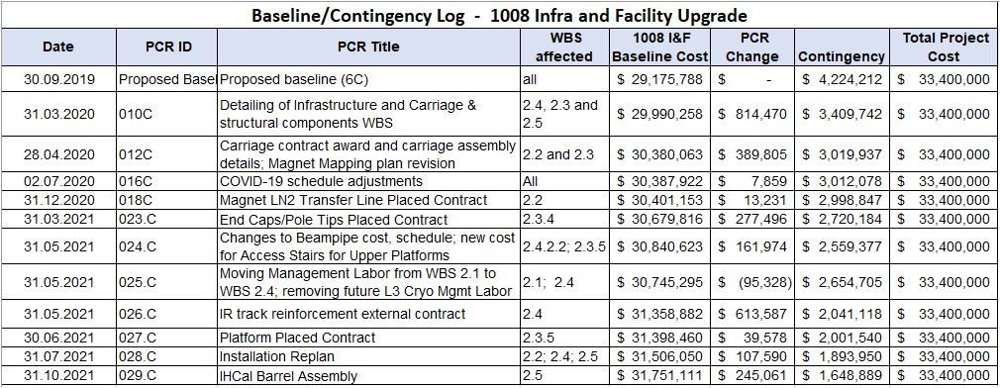 Baseline/Contingency Log - 1008 Infra and Facility Upgrade
Date PCR ID PCR Title WBS affected 1008 I&F Baseline Cost PCR Change Contingency Total Project Cost
30.09.2019 Proposed Basel Proposed baseline (6C) all $ 29,175,788 $ - $ 4,224,212 $ 33,400,000
31.03.2020 010C Detailing of Infrastructure and Carriage & structural components WBS 2.4, 2.3 and 2.5 $ 29,990,258 $ 814,470 $ 3,409,742 $ 33,400,000
28.04.2020 012C Carriage contract award and carriage assembly details; Magnet Mapping plan revision 2.2 and 2.3 $ 30,380,063 $ 389,805 $ 3,019,937 $ 33,400,000
02.07.2020 016C COVID-19 schedule adjustments All $ 30,387,922 $ 7,859 $ 3,012,078 $ 33,400,000
31.12.2020 018C Magnet LN2 Transfer Line Placed Contract 2.2 $ 30,401,153 $ 13,231 $ 2,998,847 $ 33,400,000
31.03.2021 023.C End Caps/Pole Tips Placed Contract 2.3.4 $ 30,679,816 $ 277,496 $ 2,720,184 $ 33,400,000
31.05.2021 024.C Changes to Beampipe cost, schedule; new cost for Access Stairs for Upper Platforms 2.4.2.2; 2.3.5 $ 30,840,623 $ 161,974 $ 2,559,377 $ 33,400,000
31.05.2021 025.C Moving Management Labor from WBS 2.1 to WBS 2.4; removing future L3 Cryo Mgmt Labor 2.1; 2.4 $ 30,745,295 $ (95,328) $ 2,654,705 $ 33,400,000
31.05.2021 026.C IR track reinforcement external contract 2.4 $ 31,358,882 $ 613,587 $ 2,041,118 $ 33,400,000
30.06.2021 027.C Platform Placed Contract 2.3.5 $ 31,398,460 $ 39,578 $ 2,001,540 $ 33,400,000
31.07.2021 028.C Installation Replan 2.2; 2.4; 2.5 $ 31,506,050 $ 107,590 $ 1,893,950 $ 33,400,000
31.10.2021 029.C IHCal Barrel Assembly 2.5 $ 31,751,111 $ 245,061 $ 1,648,889 $ 33,400,000